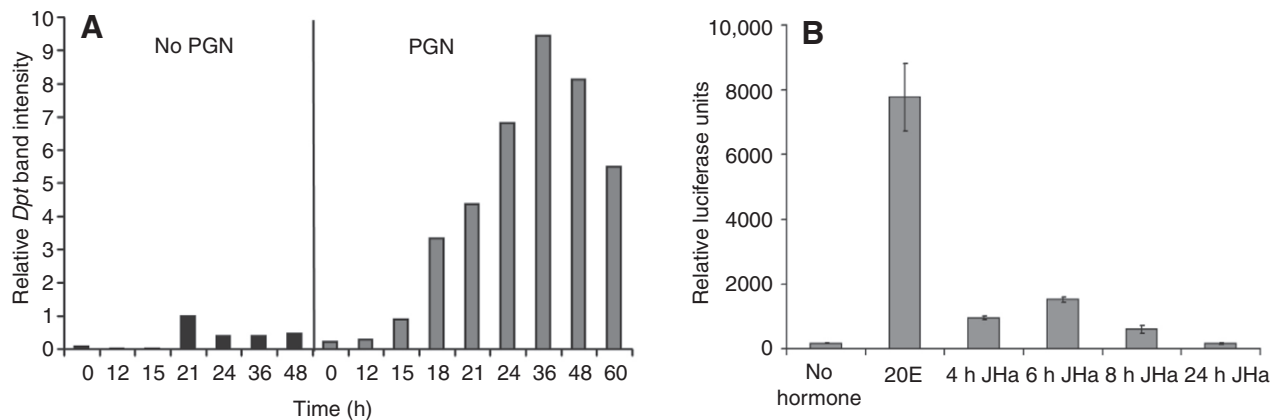 A
No PGN
PGN
Relative Dpt band intensity
10
9
8
7
6
5
4
3
2
1
0
0 12 15 21 24 36 48 0 12 15 18 21 24 36 48 60
Time (h)
B
Relative luciferase units
10,000
8000
6000
4000
2000
0
No hormone
20E
4 h JHa
6 h JHa
8 h JHa
24 h JHa